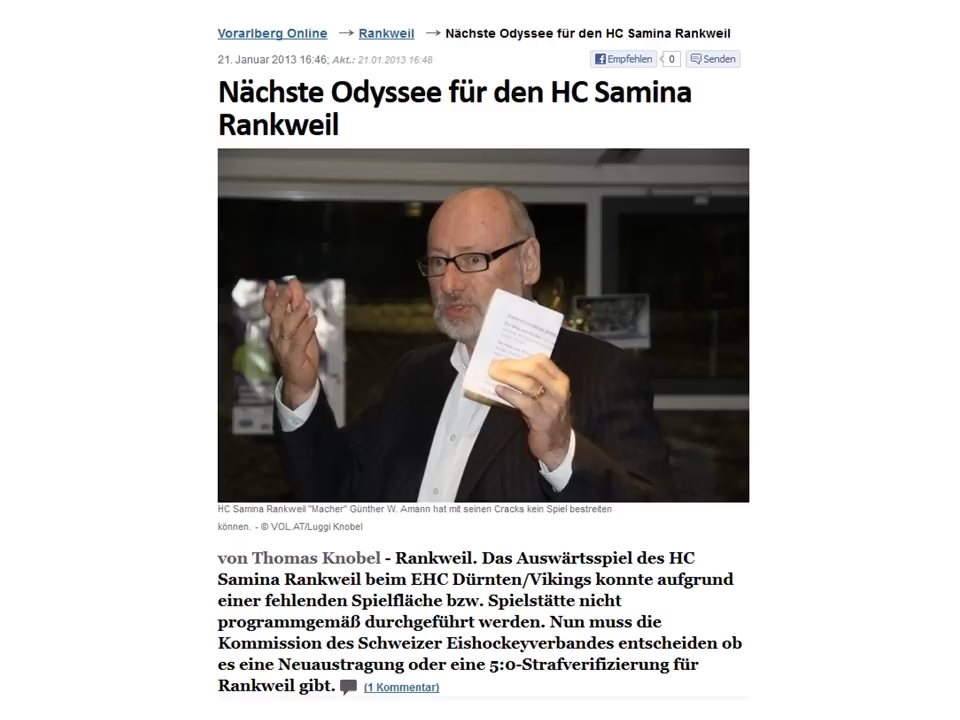 Vorarlberg Online → Rankweil → Nächste Odyssee für den HC Samina Rankweil
21. Januar 2013 16:46; Akt.: 21.01.2013 16:48 Empfehlen 0 Senden
Nächste Odyssee für den HC Samina
Rankweil
HC Samina Rankweil "Macher" Günther W. Amann hat mit seinen Cracks kein Spiel bestreiten
können. - © VOL.AT/Luggi Knobel
von Thomas Knobel - Rankweil. Das Auswärtsspiel des HC
Samina Rankweil beim EHC Dürnten/Vikings konnte aufgrund
einer fehlenden Spielfläche bzw. Spielstätte nicht
programmgemäß durchgeführt werden. Nun muss die
Kommission des Schweizer Eishockeyverbandes entscheiden ob
es eine Neuaustragung oder eine 5:0-Strafverifizierung für
Rankweil gibt. (1 Kommentar)